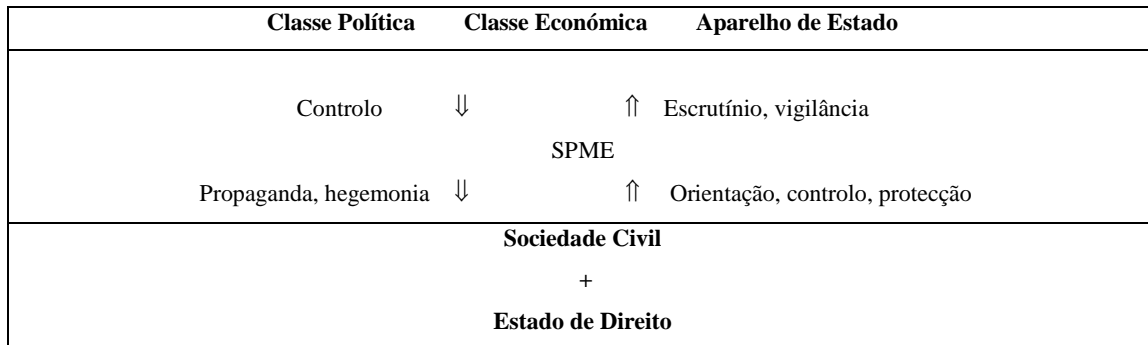 Classe Política Classe Económica Aparelho de Estado
Controlo ⇓ ⇑ Escrutínio, vigilância
SPME
Propaganda, hegemonia ⇓ ⇑ Orientação, controlo, protecção
Sociedade Civil
+
Estado de Direito